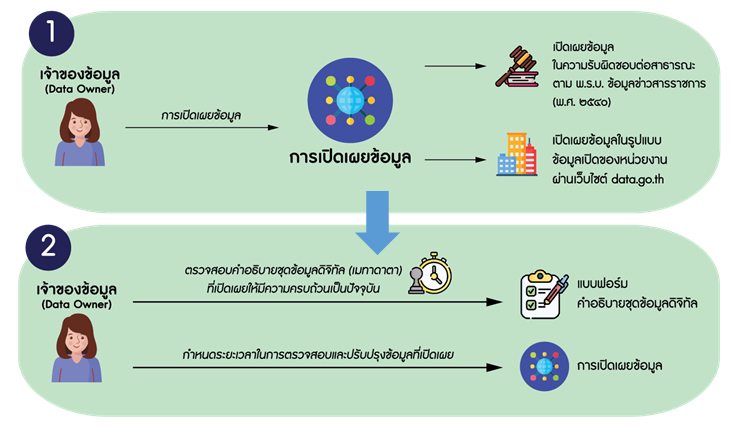 1
เจ้าของข้อมูล
(Data Owner)
การเปิดเผยข้อมูล
การเปิดเผยข้อมูล
เปิดเผยข้อมูล
ในความรับผิดชอบต่อสาธารณะ
ตาม พ.ร.บ. ข้อมูลข่าวสารราชการ
(พ.ศ. ๒๕๔๐)
เปิดเผยข้อมูลในรูปแบบ
ข้อมูลเปิดของหน่วยงาน
ผ่านเว็บไซต์ data.go.th
2
เจ้าของข้อมูล
(Data Owner)
ตรวจสอบคำอธิบายชุดข้อมูลดิจิทัล (เมทาดาตา)
ที่เปิดเผยให้มีความครบถ้วนเป็นปัจจุบัน
แบบฟอร์ม
คำอธิบายชุดข้อมูลดิจิทัล
กำหนดระยะเวลาในการตรวจสอบและปรับปรุงข้อมูลที่เปิดเผย
การเปิดเผยข้อมูล